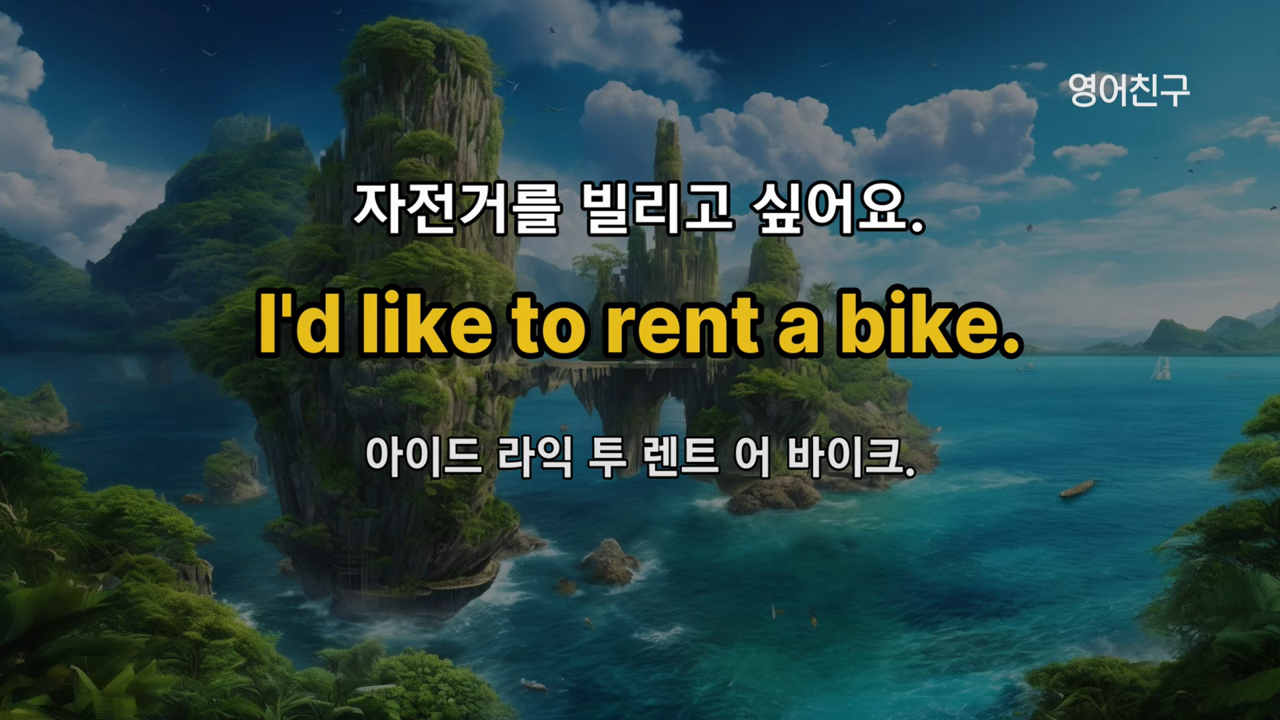 영어친구
자전거를 빌리고 싶어요.
I'd like to rent a bike.
아이드 라익 투 렌트 어 바이크.